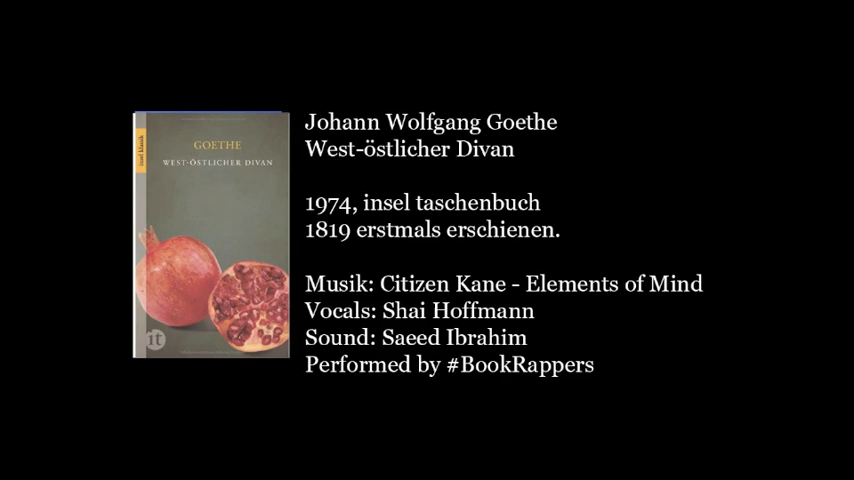 GOETHE
WEST-ÖSTLICHER DIVAN
insel klassik
it
Johann Wolfgang Goethe
West-östlicher Divan
1974, insel taschenbuch
1819 erstmals erschienen.
Musik: Citizen Kane - Elements of Mind
Vocals: Shai Hoffmann
Sound: Saeed Ibrahim
Performed by #BookRappers